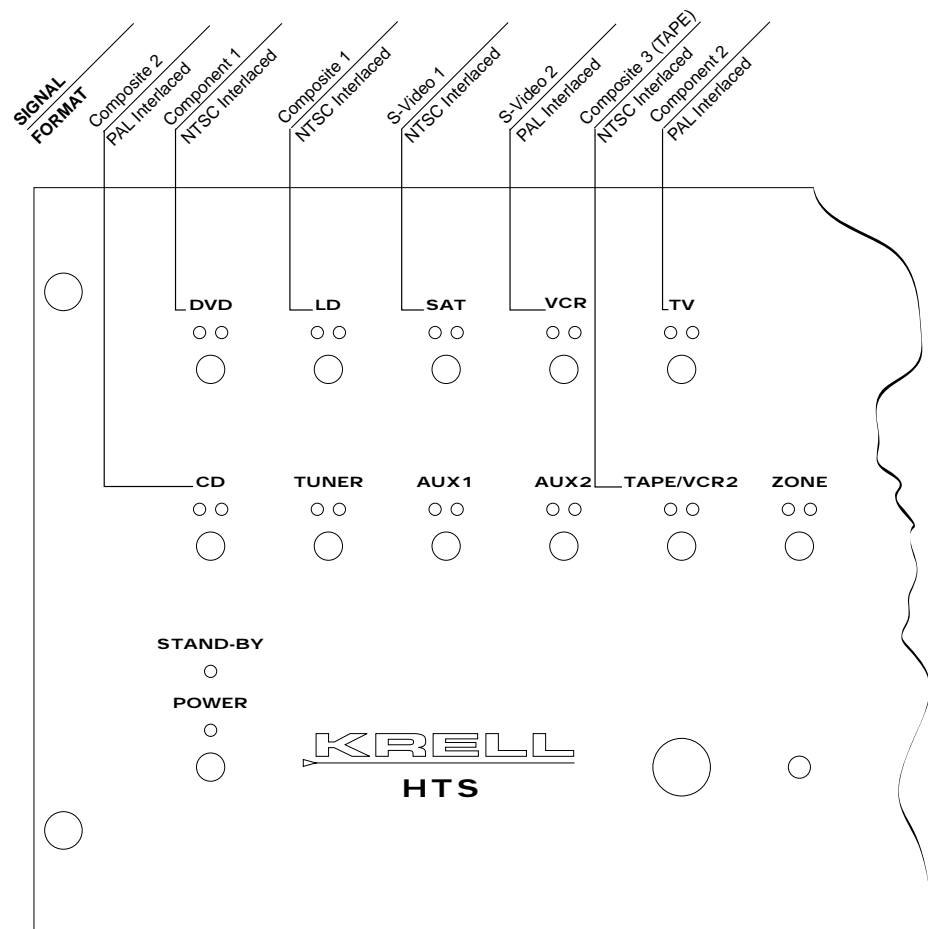 SIGNAL
FORMAT
Composite 2
PAL Interlaced
Component 1
NTSC Interlaced
Composite 1
NTSC Interlaced
S-Video 1
NTSC Interlaced
S-Video 2
PAL Interlaced
Composite 3 (TAPE)
NTSC Interlaced
Component 2
PAL Interlaced
DVD
LD
SAT
VCR
TV
CD
TUNER
AUX1
AUX2
TAPE/VCR2
ZONE
STAND-BY
POWER
KRELL
HTS